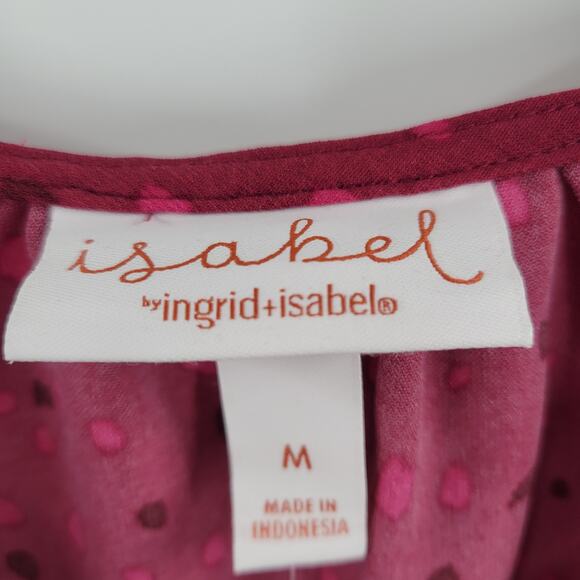 isabel
by ingrid+isabel®
M
MADE IN
INDONESIA